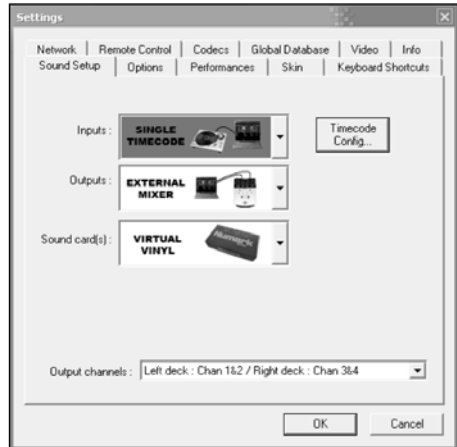 Settings
Network Remote Control Codecs Global Database Video Info
Sound Setup Options Performances Skin Keyboard Shortcuts
Inputs : SINGLE TIMECODE
Timecode Config...
Outputs : EXTERNAL MIXER
Sound card(s) : VIRTUAL VINYL Numark
Output channels : Left deck : Chan 1&2 / Right deck : Chan 3&4
OK Cancel